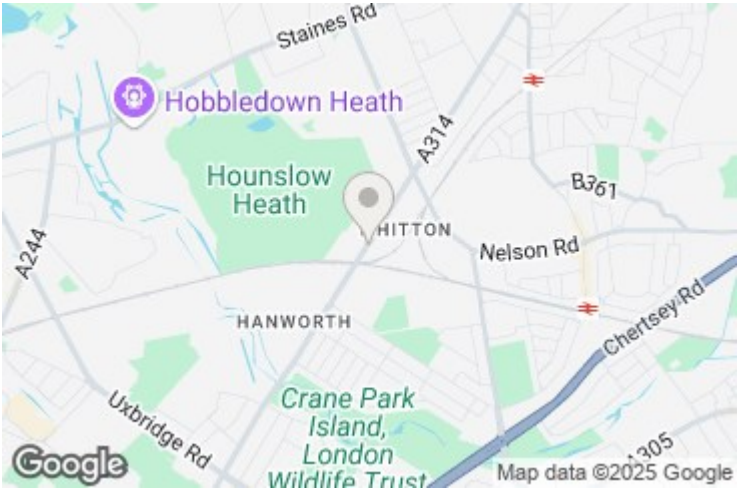 Staines Rd
Hobbledown Heath
A314
Hounslow
Heath
B361
HITTON
Nelson Rd
A244
Chertsey Rd
HANWORTH
Crane Park
Island,
London
Wildlife Trust
Uxbridge Rd
A305
Google
Map data ©2025 Google